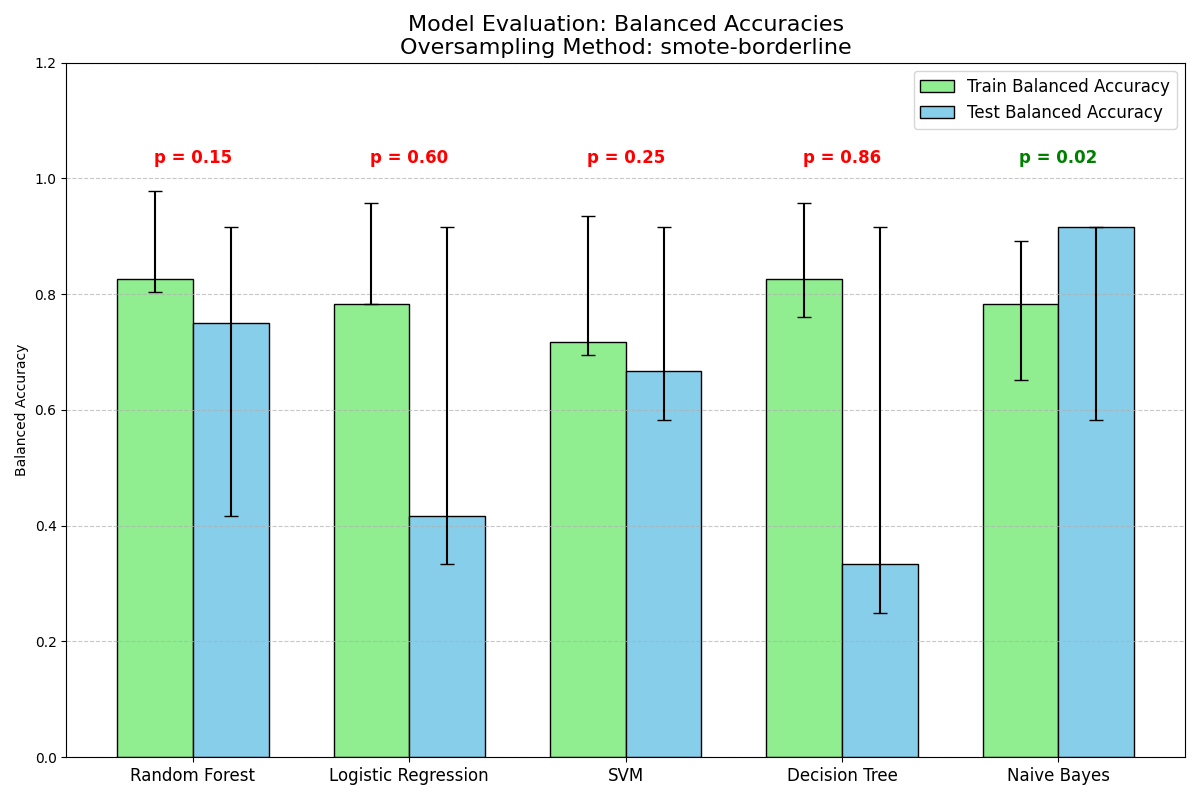 Model Evaluation: Balanced Accuracies
Oversampling Method: smote-borderline
Train Balanced Accuracy
Test Balanced Accuracy
p = 0.15
p = 0.60
p = 0.25
p = 0.86
p = 0.02
Balanced Accuracy
1.2
1.0
0.8
0.6
0.4
0.2
0.0
Random Forest
Logistic Regression
SVM
Decision Tree
Naive Bayes